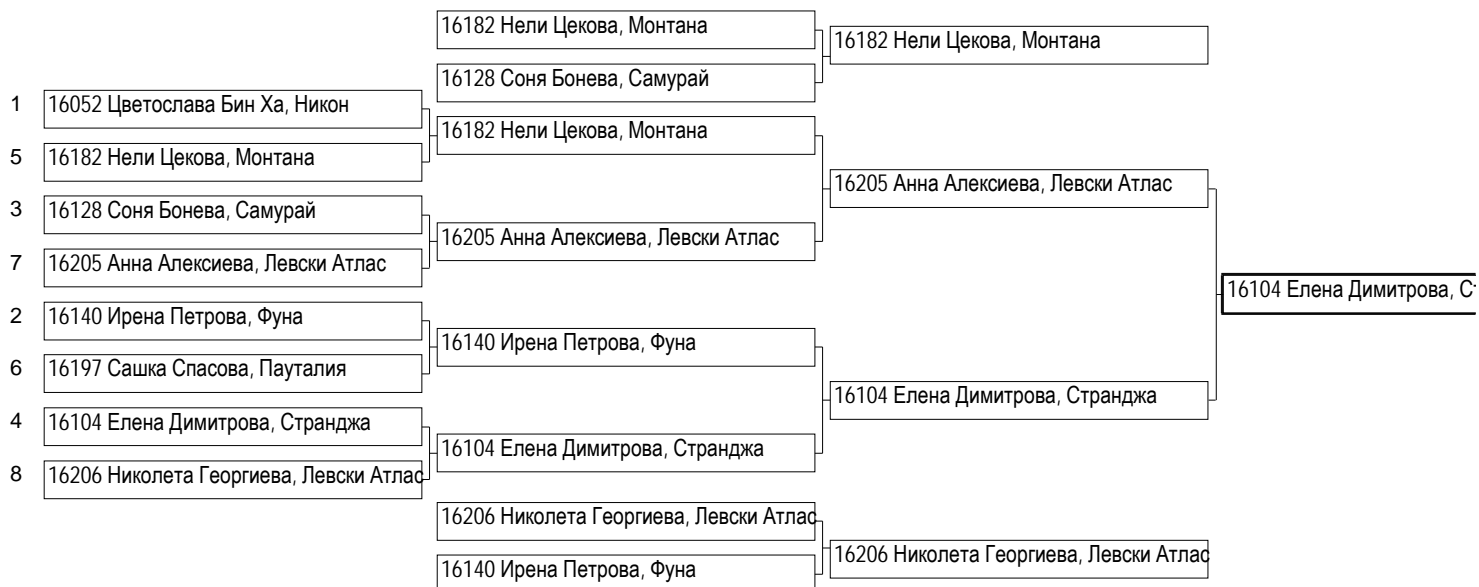 16182 Нели Цекова, Монтана
16182 Нели Цекова, Монтана
16128 Соня Бонева, Самурай
1 16052 Цветослава Бин Ха, Никон
16182 Нели Цекова, Монтана
5 16182 Нели Цекова, Монтана
16205 Анна Алексиева, Левски Атлас
3 16128 Соня Бонева, Самурай
16205 Анна Алексиева, Левски Атлас
7 16205 Анна Алексиева, Левски Атлас
16104 Елена Димитрова, Ст
2 16140 Ирена Петрова, Фуна
16140 Ирена Петрова, Фуна
6 16197 Сашка Спасова, Пауталия
16104 Елена Димитрова, Странджа
4 16104 Елена Димитрова, Странджа
16104 Елена Димитрова, Странджа
8 16206 Николета Георгиева, Левски Атлас
16206 Николета Георгиева, Левски Атлас
16206 Николета Георгиева, Левски Атлас
16140 Ирена Петрова, Фуна